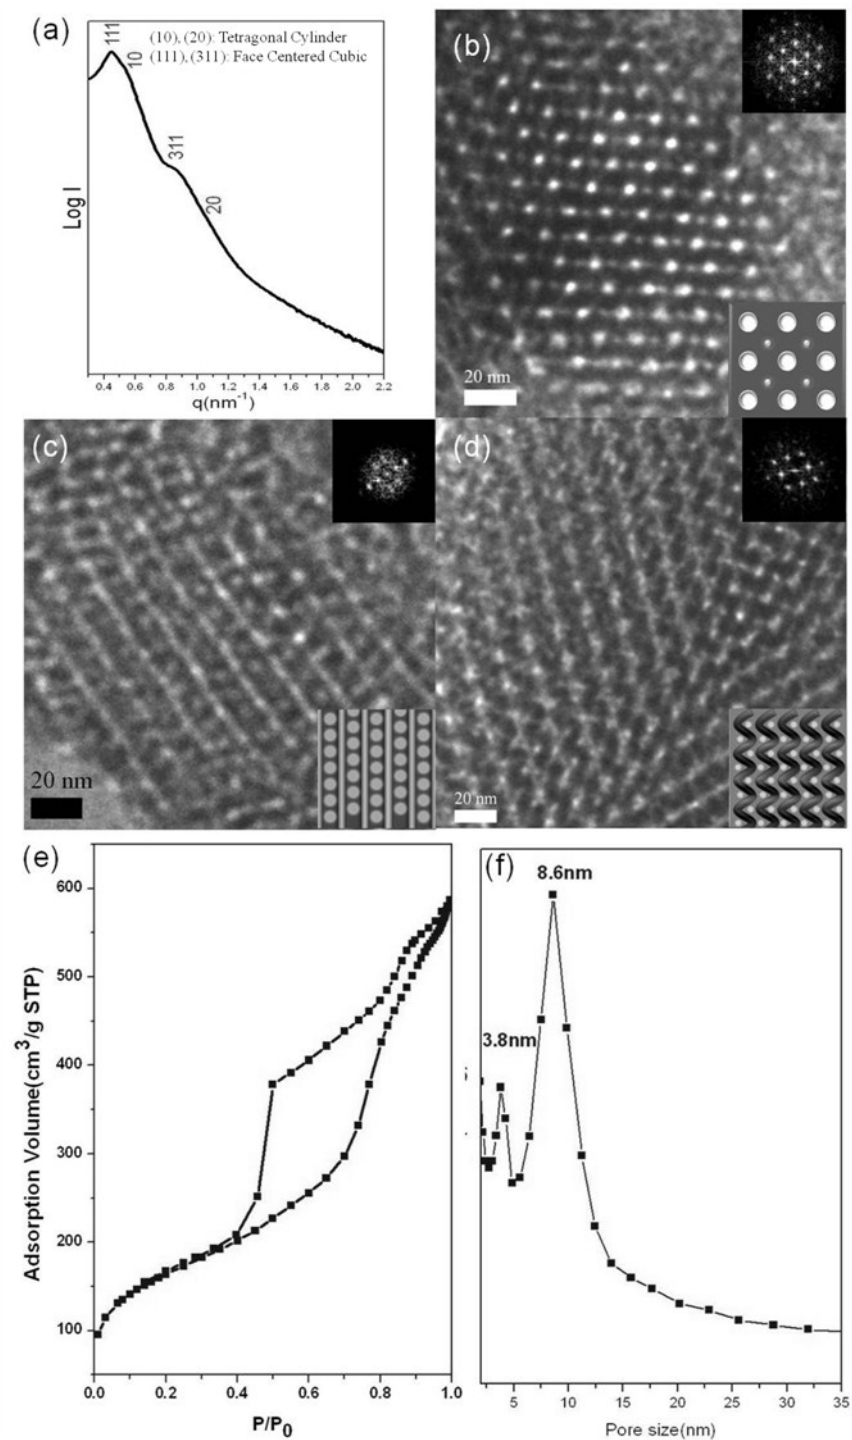 (a)
111
10
(10), (20): Tetragonal Cylinder
(111), (311): Face Centered Cubic
311
20
Log I
0.4 0.6 0.8 1.0 1.2 1.4 1.6 1.8 2.0 2.2
q(nm⁻¹)
(b)
20 nm
(c)
20 nm
(d)
20 nm
(e)
600
500
400
300
200
100
Adsorption Volume(cm³/g STP)
0.0 0.2 0.4 0.6 0.8 1.0
P/P₀
(f)
8.6nm
3.8nm
5 10 15 20 25 30 35
Pore size(nm)